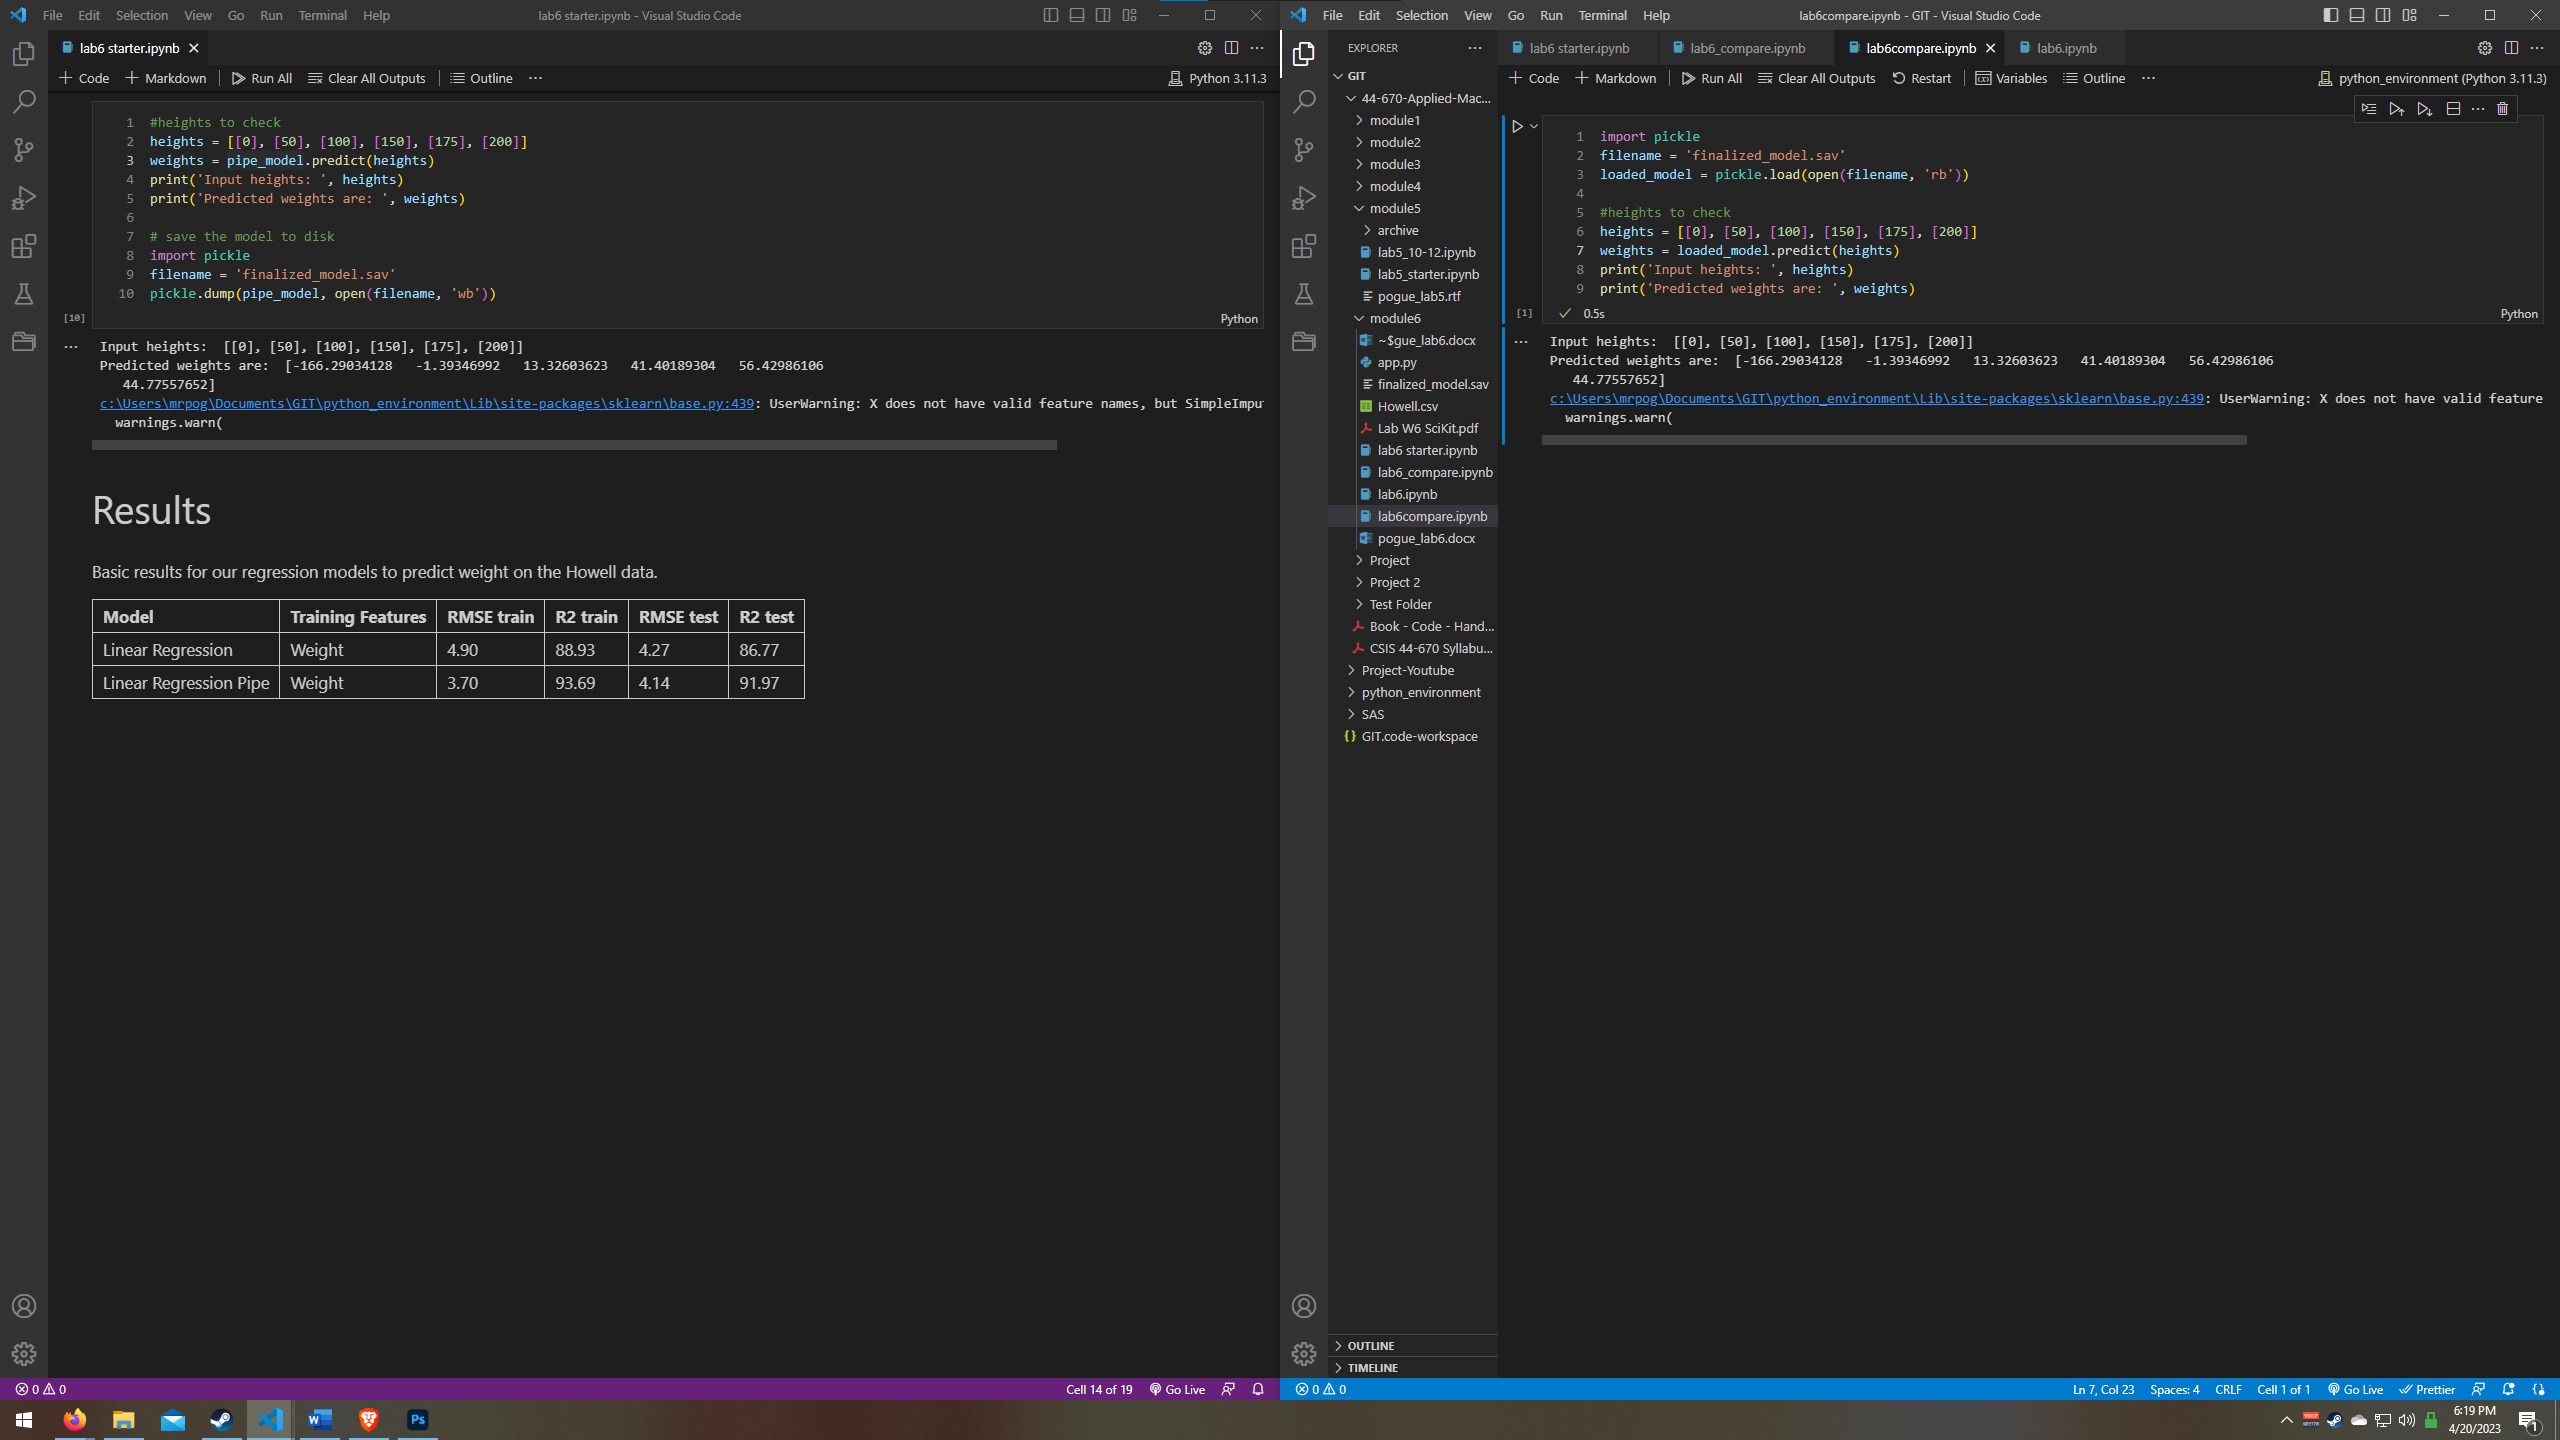 File Edit Selection View Go Run Terminal Help
lab6 starter.ipynb - Visual Studio Code
lab6 starter.ipynb
Code Markdown Run All Clear All Outputs Outline ... Python 3.11.3
1 #heights to check
2 heights = [[0], [50], [100], [150], [175], [200]]
3 weights = pipe_model.predict(heights)
4 print('Input heights: ', heights)
5 print('Predicted weights are: ', weights)
6
7 # save the model to disk
8 import pickle
9 filename = 'finalized_model.sav'
10 pickle.dump(pipe_model, open(filename, 'wb'))
[10] Python
Input heights:  [[0], [50], [100], [150], [175], [200]]
Predicted weights are:  [-166.29034128   -1.39346992   13.32603623   41.40189304   56.42986106
44.77557652]
c:\Users\mrpog\Documents\GIT\python_environment\Lib\site-packages\sklearn\base.py:439: UserWarning: X does not have valid feature names, but SimpleImput
warnings.warn(
Results
Basic results for our regression models to predict weight on the Howell data.
Model Training Features RMSE train R2 train RMSE test R2 test
Linear Regression Weight 4.90 88.93 4.27 86.77
Linear Regression Pipe Weight 3.70 93.69 4.14 91.97
0 0 Cell 14 of 19 Go Live
File Edit Selection View Go Run Terminal Help
lab6compare.ipynb - GIT - Visual Studio Code
EXPLORER ...
GIT
44-670-Applied-Mac...
module1
module2
module3
module4
module5
archive
lab5_10-12.ipynb
lab5_starter.ipynb
pogue_lab5.rtf
module6
~$gue_lab6.docx
app.py
finalized_model.sav
Howell.csv
Lab W6 SciKit.pdf
lab6 starter.ipynb
lab6_compare.ipynb
lab6.ipynb
lab6compare.ipynb
pogue_lab6.docx
Project
Project 2
Test Folder
Book - Code - Hand...
CSIS 44-670 Syllabu...
Project-Youtube
python_environment
SAS
GIT.code-workspace
OUTLINE
TIMELINE
lab6 starter.ipynb lab6_compare.ipynb lab6compare.ipynb lab6.ipynb
Code Markdown Run All Clear All Outputs Restart Variables Outline ... python_environment (Python 3.11.3)
1 import pickle
2 filename = 'finalized_model.sav'
3 loaded_model = pickle.load(open(filename, 'rb'))
4
5 #heights to check
6 heights = [[0], [50], [100], [150], [175], [200]]
7 weights = loaded_model.predict(heights)
8 print('Input heights: ', heights)
9 print('Predicted weights are: ', weights)
[1] 0.5s Python
Input heights:  [[0], [50], [100], [150], [175], [200]]
Predicted weights are:  [-166.29034128   -1.39346992   13.32603623   41.40189304   56.42986106
44.77557652]
c:\Users\mrpog\Documents\GIT\python_environment\Lib\site-packages\sklearn\base.py:439: UserWarning: X does not have valid feature
warnings.warn(
0 0 Ln 7, Col 23 Spaces: 4 CRLF Cell 1 of 1 Go Live Prettier
W Ps
6:19 PM
4/20/2023
1